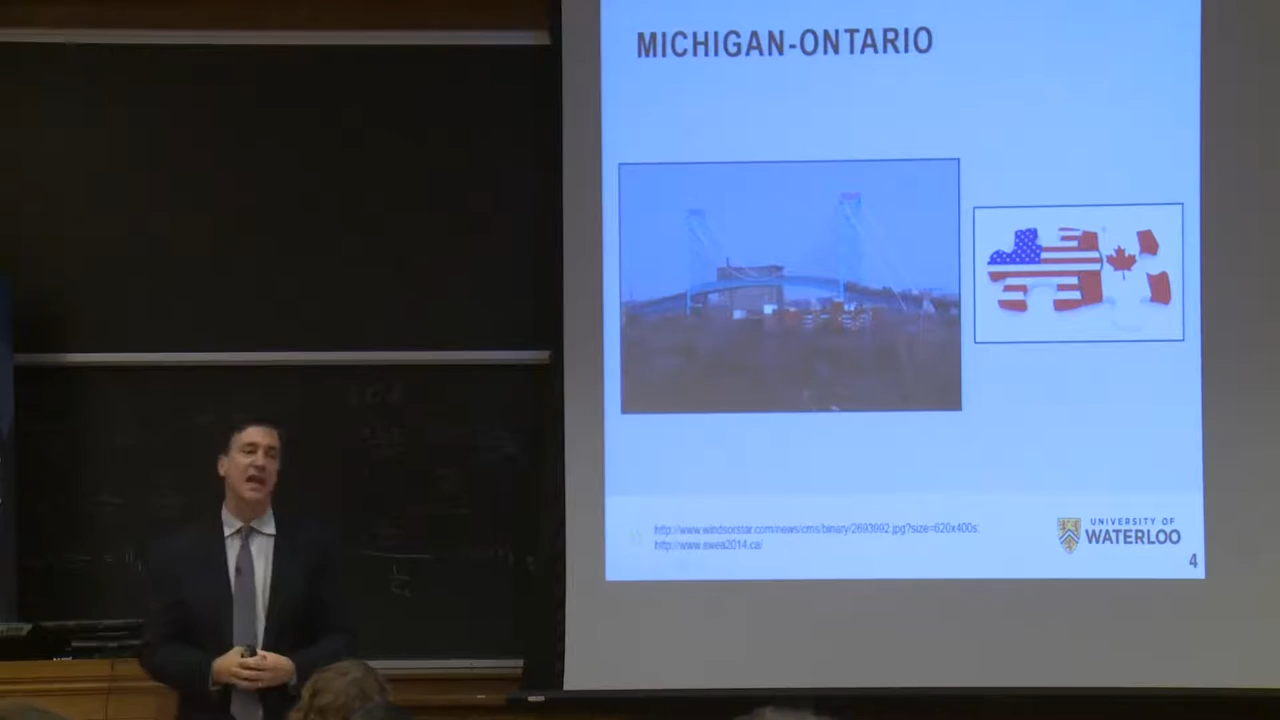 MICHIGAN-ONTARIO
http://www.windsorstar.com/news/cms/binary/2693992.jpg?size=620x400s;
http://www.awea2014.ca/
UNIVERSITY OF
WATERLOO
4